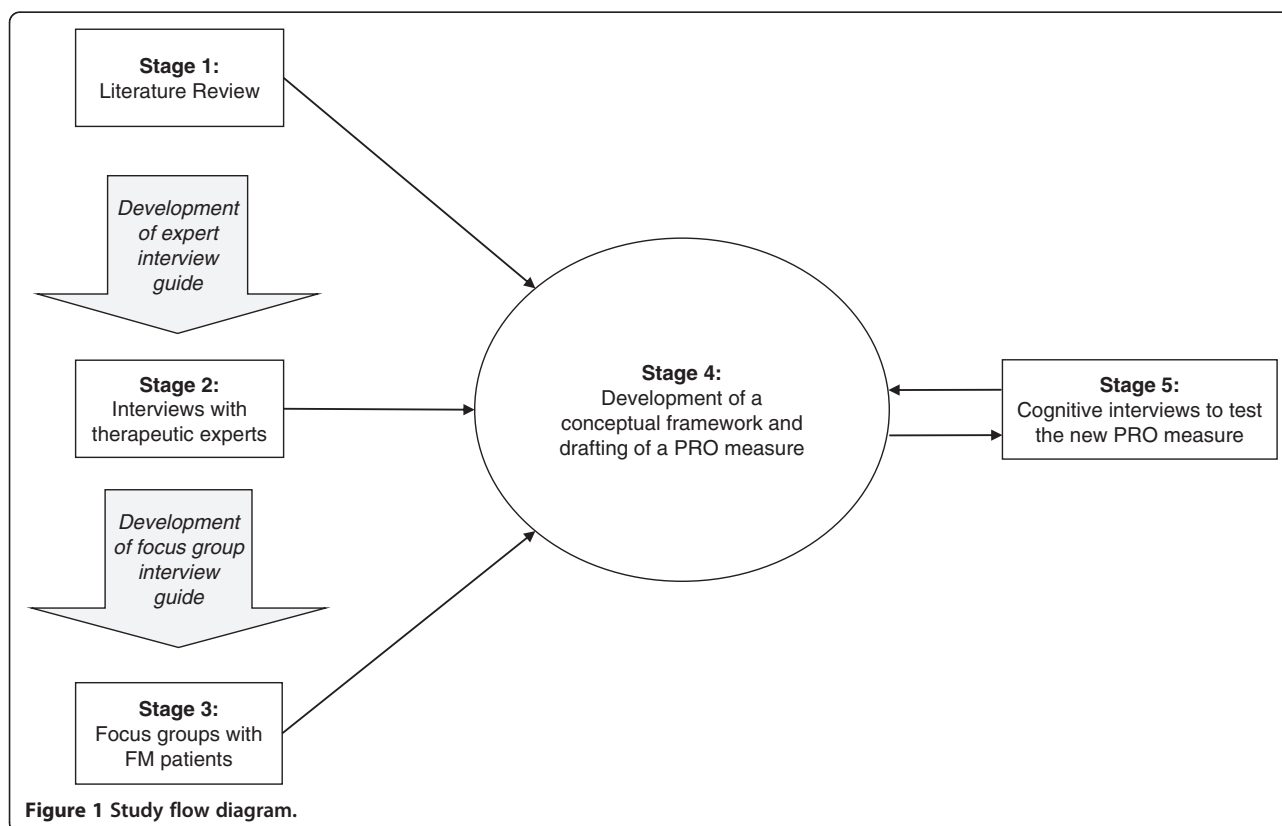 Stage 1:
Literature Review
Development
of expert
interview
guide
Stage 2:
Interviews with
therapeutic experts
Development
of focus group
interview
guide
Stage 3:
Focus groups with
FM patients
Stage 4:
Development of a
conceptual framework and
drafting of a PRO measure
Stage 5:
Cognitive interviews to test
the new PRO measure
Figure 1 Study flow diagram.